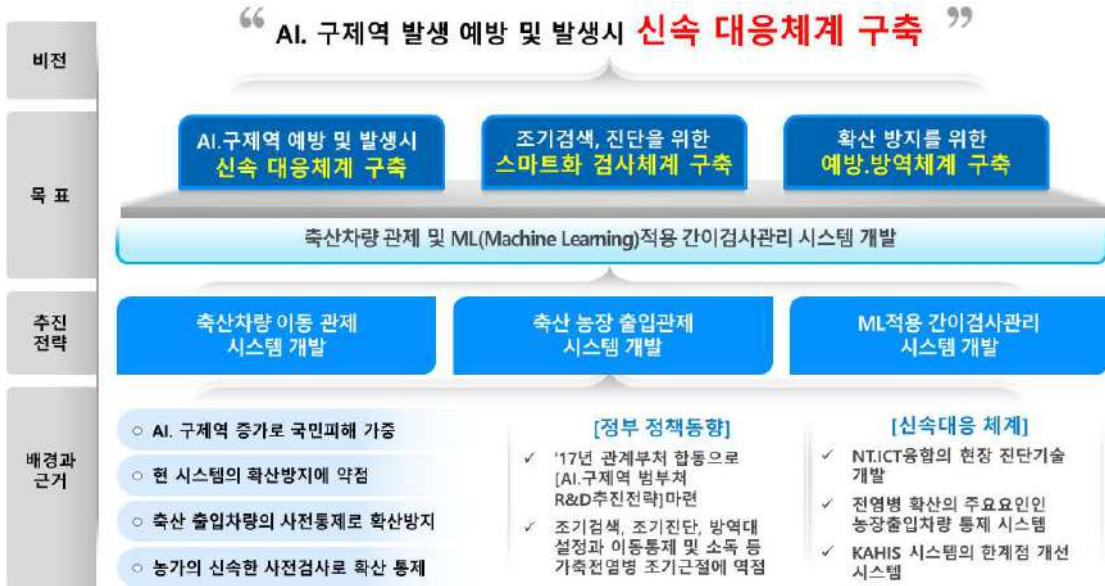 비전
“ AI. 구제역 발생 예방 및 발생시 신속 대응체계 구축 ”
목 표
AI.구제역 예방 및 발생시
신속 대응체계 구축
조기검색, 진단을 위한
스마트화 검사체계 구축
확산 방지를 위한
예방.방역체계 구축
축산차량 관제 및 ML(Machine Learning)적용 간이검사관리 시스템 개발
추진
전략
축산차량 이동 관제
시스템 개발
축산 농장 출입관제
시스템 개발
ML적용 간이검사관리
시스템 개발
배경과
근거
○ AI. 구제역 증가로 국민피해 가중
○ 현 시스템의 확산방지에 약점
○ 축산 출입차량의 사전통제로 확산방지
○ 농가의 신속한 사전검사로 확산 통제
[정부 정책동향]
✓ '17년 관계부처 합동으로
[AI.구제역 범부처
R&D추진전략]마련
✓ 조기검색, 조기진단, 방역대
설정과 이동통제 및 소독 등
가축전염병 조기근절에 역점
[신속대응 체계]
✓ NT.ICT융합의 현장 진단기술
개발
✓ 전염병 확산의 주요요인인
농장출입차량 통제 시스템
✓ KAHIS 시스템의 한계점 개선
시스템